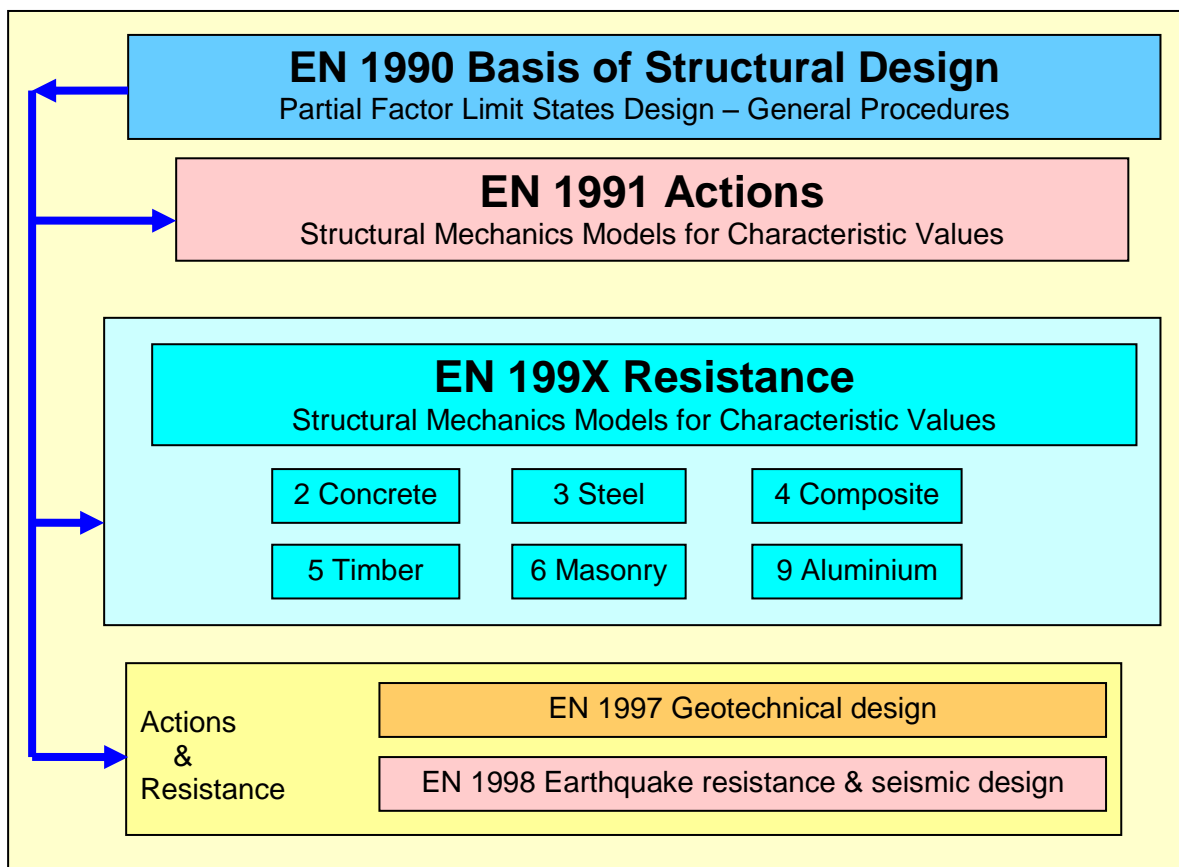 EN 1990 Basis of Structural Design
Partial Factor Limit States Design – General Procedures
EN 1991 Actions
Structural Mechanics Models for Characteristic Values
EN 199X Resistance
Structural Mechanics Models for Characteristic Values
2 Concrete
3 Steel
4 Composite
5 Timber
6 Masonry
9 Aluminium
Actions
&
Resistance
EN 1997 Geotechnical design
EN 1998 Earthquake resistance & seismic design